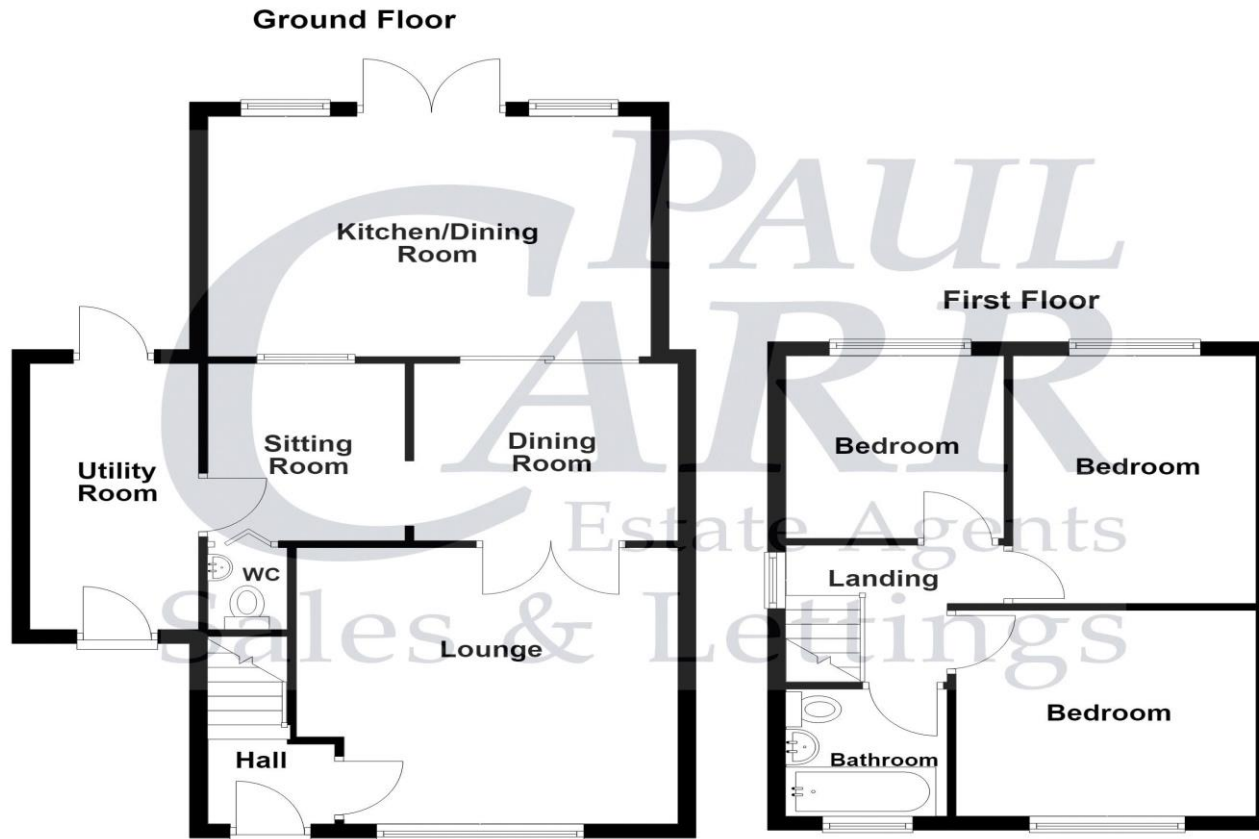 Ground Floor
Kitchen/Dining
Room
Sitting
Room
Dining
Room
Utility
Room
WC
Lounge
Hall
First Floor
Bedroom
Bedroom
Landing
Bedroom
Bathroom
PAUL
CARR
Estate Agents
Sales & Lettings